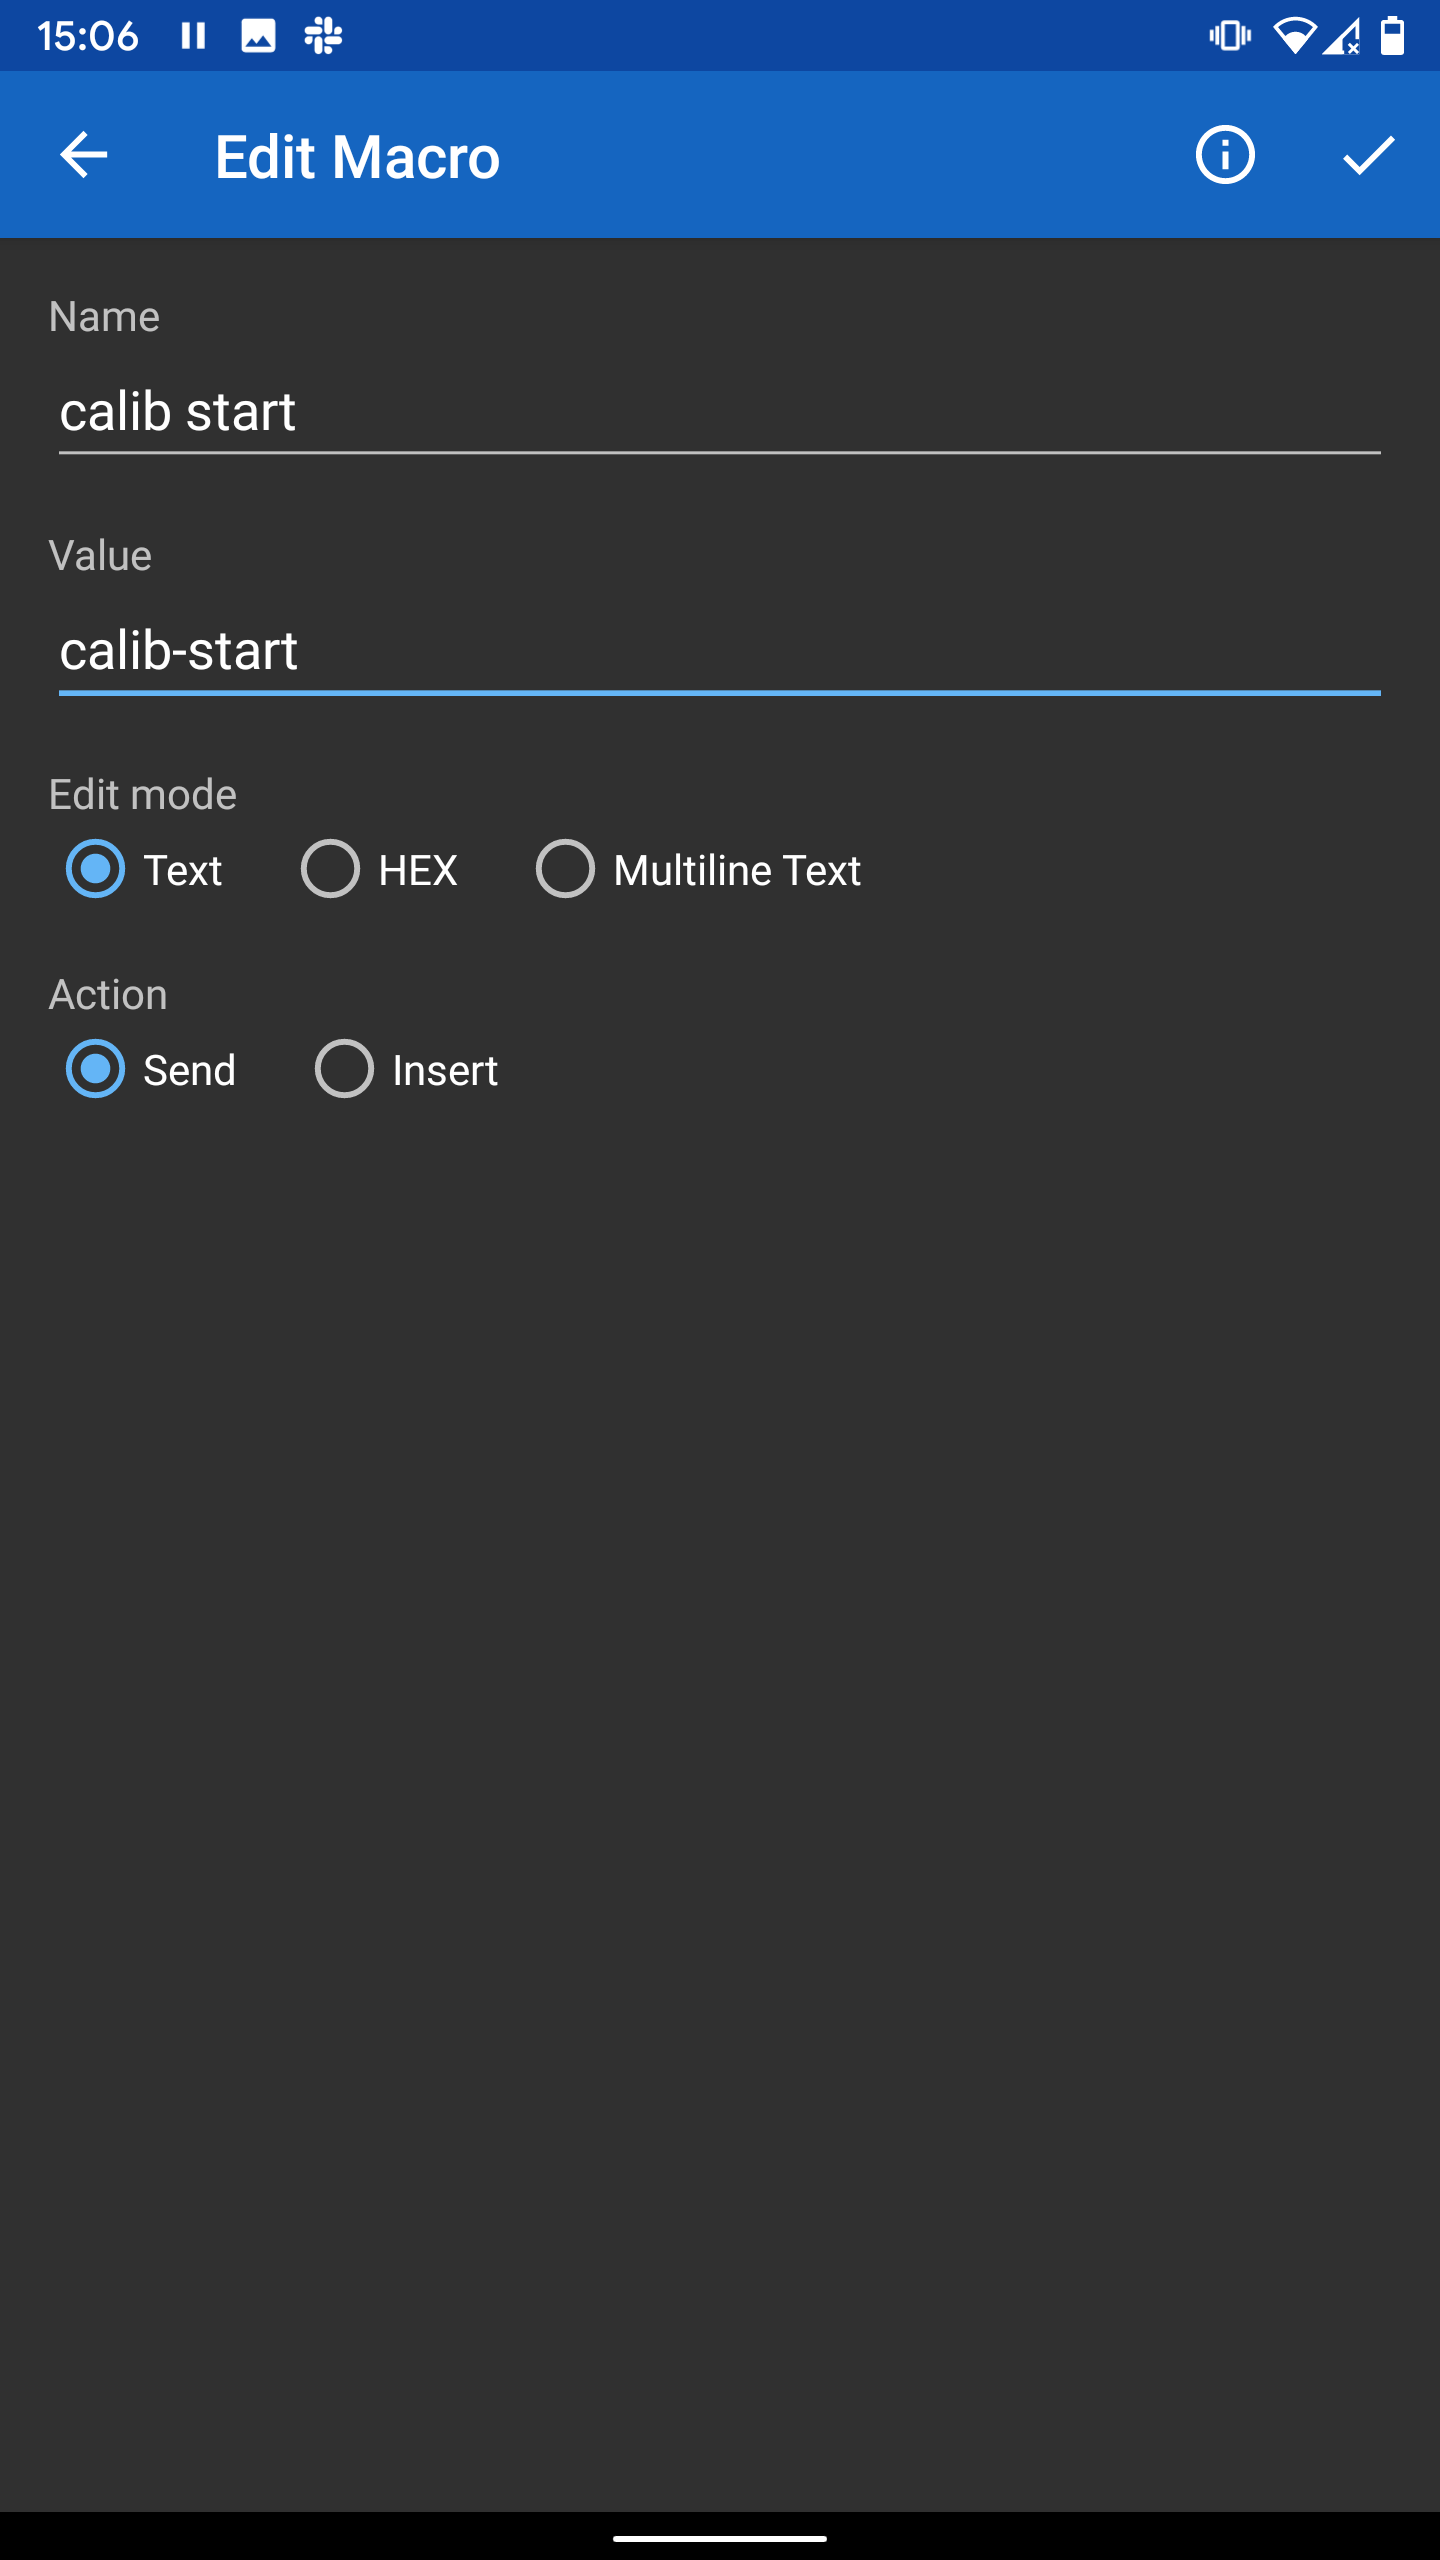 15:06
Edit Macro
Name
calib start
Value
calib-start
Edit mode
Text HEX Multiline Text
Action
Send Insert